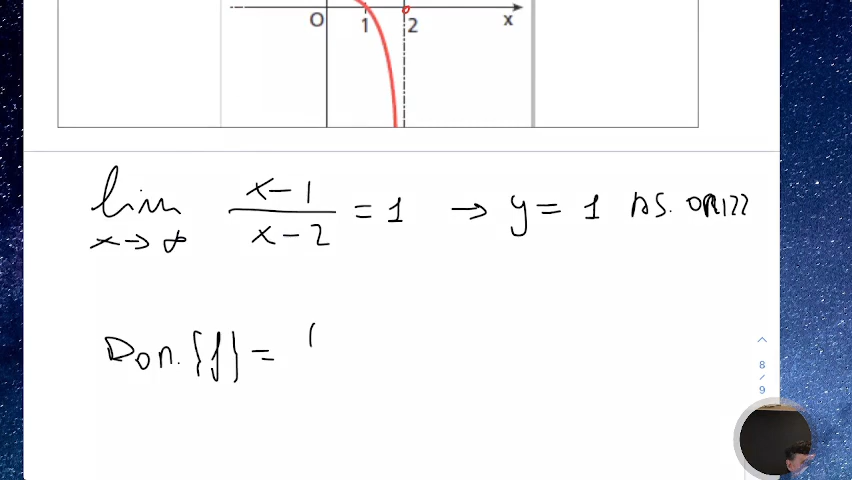 O 1 2 x
lim x→∞ x-1/x-2 = 1 → y = 1 AS. ORIZZ
Dom. {f} = (
8
/
9